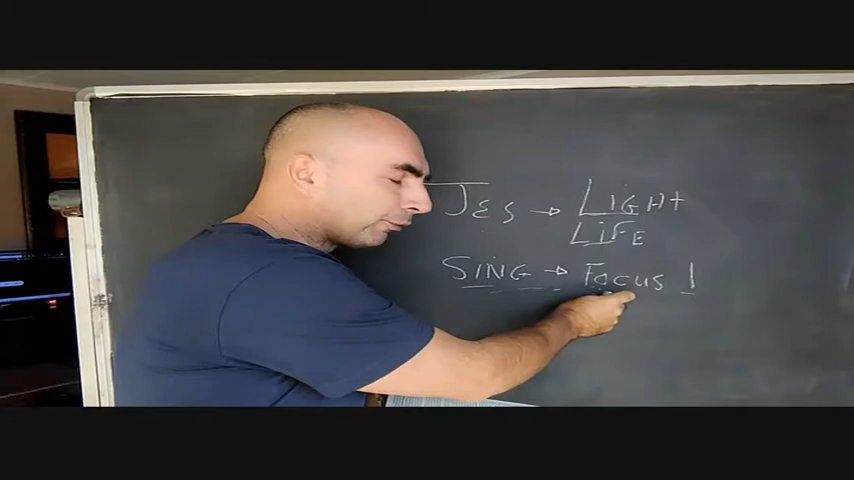 JES → LIGHT
LIFE
SING → FOCUS !